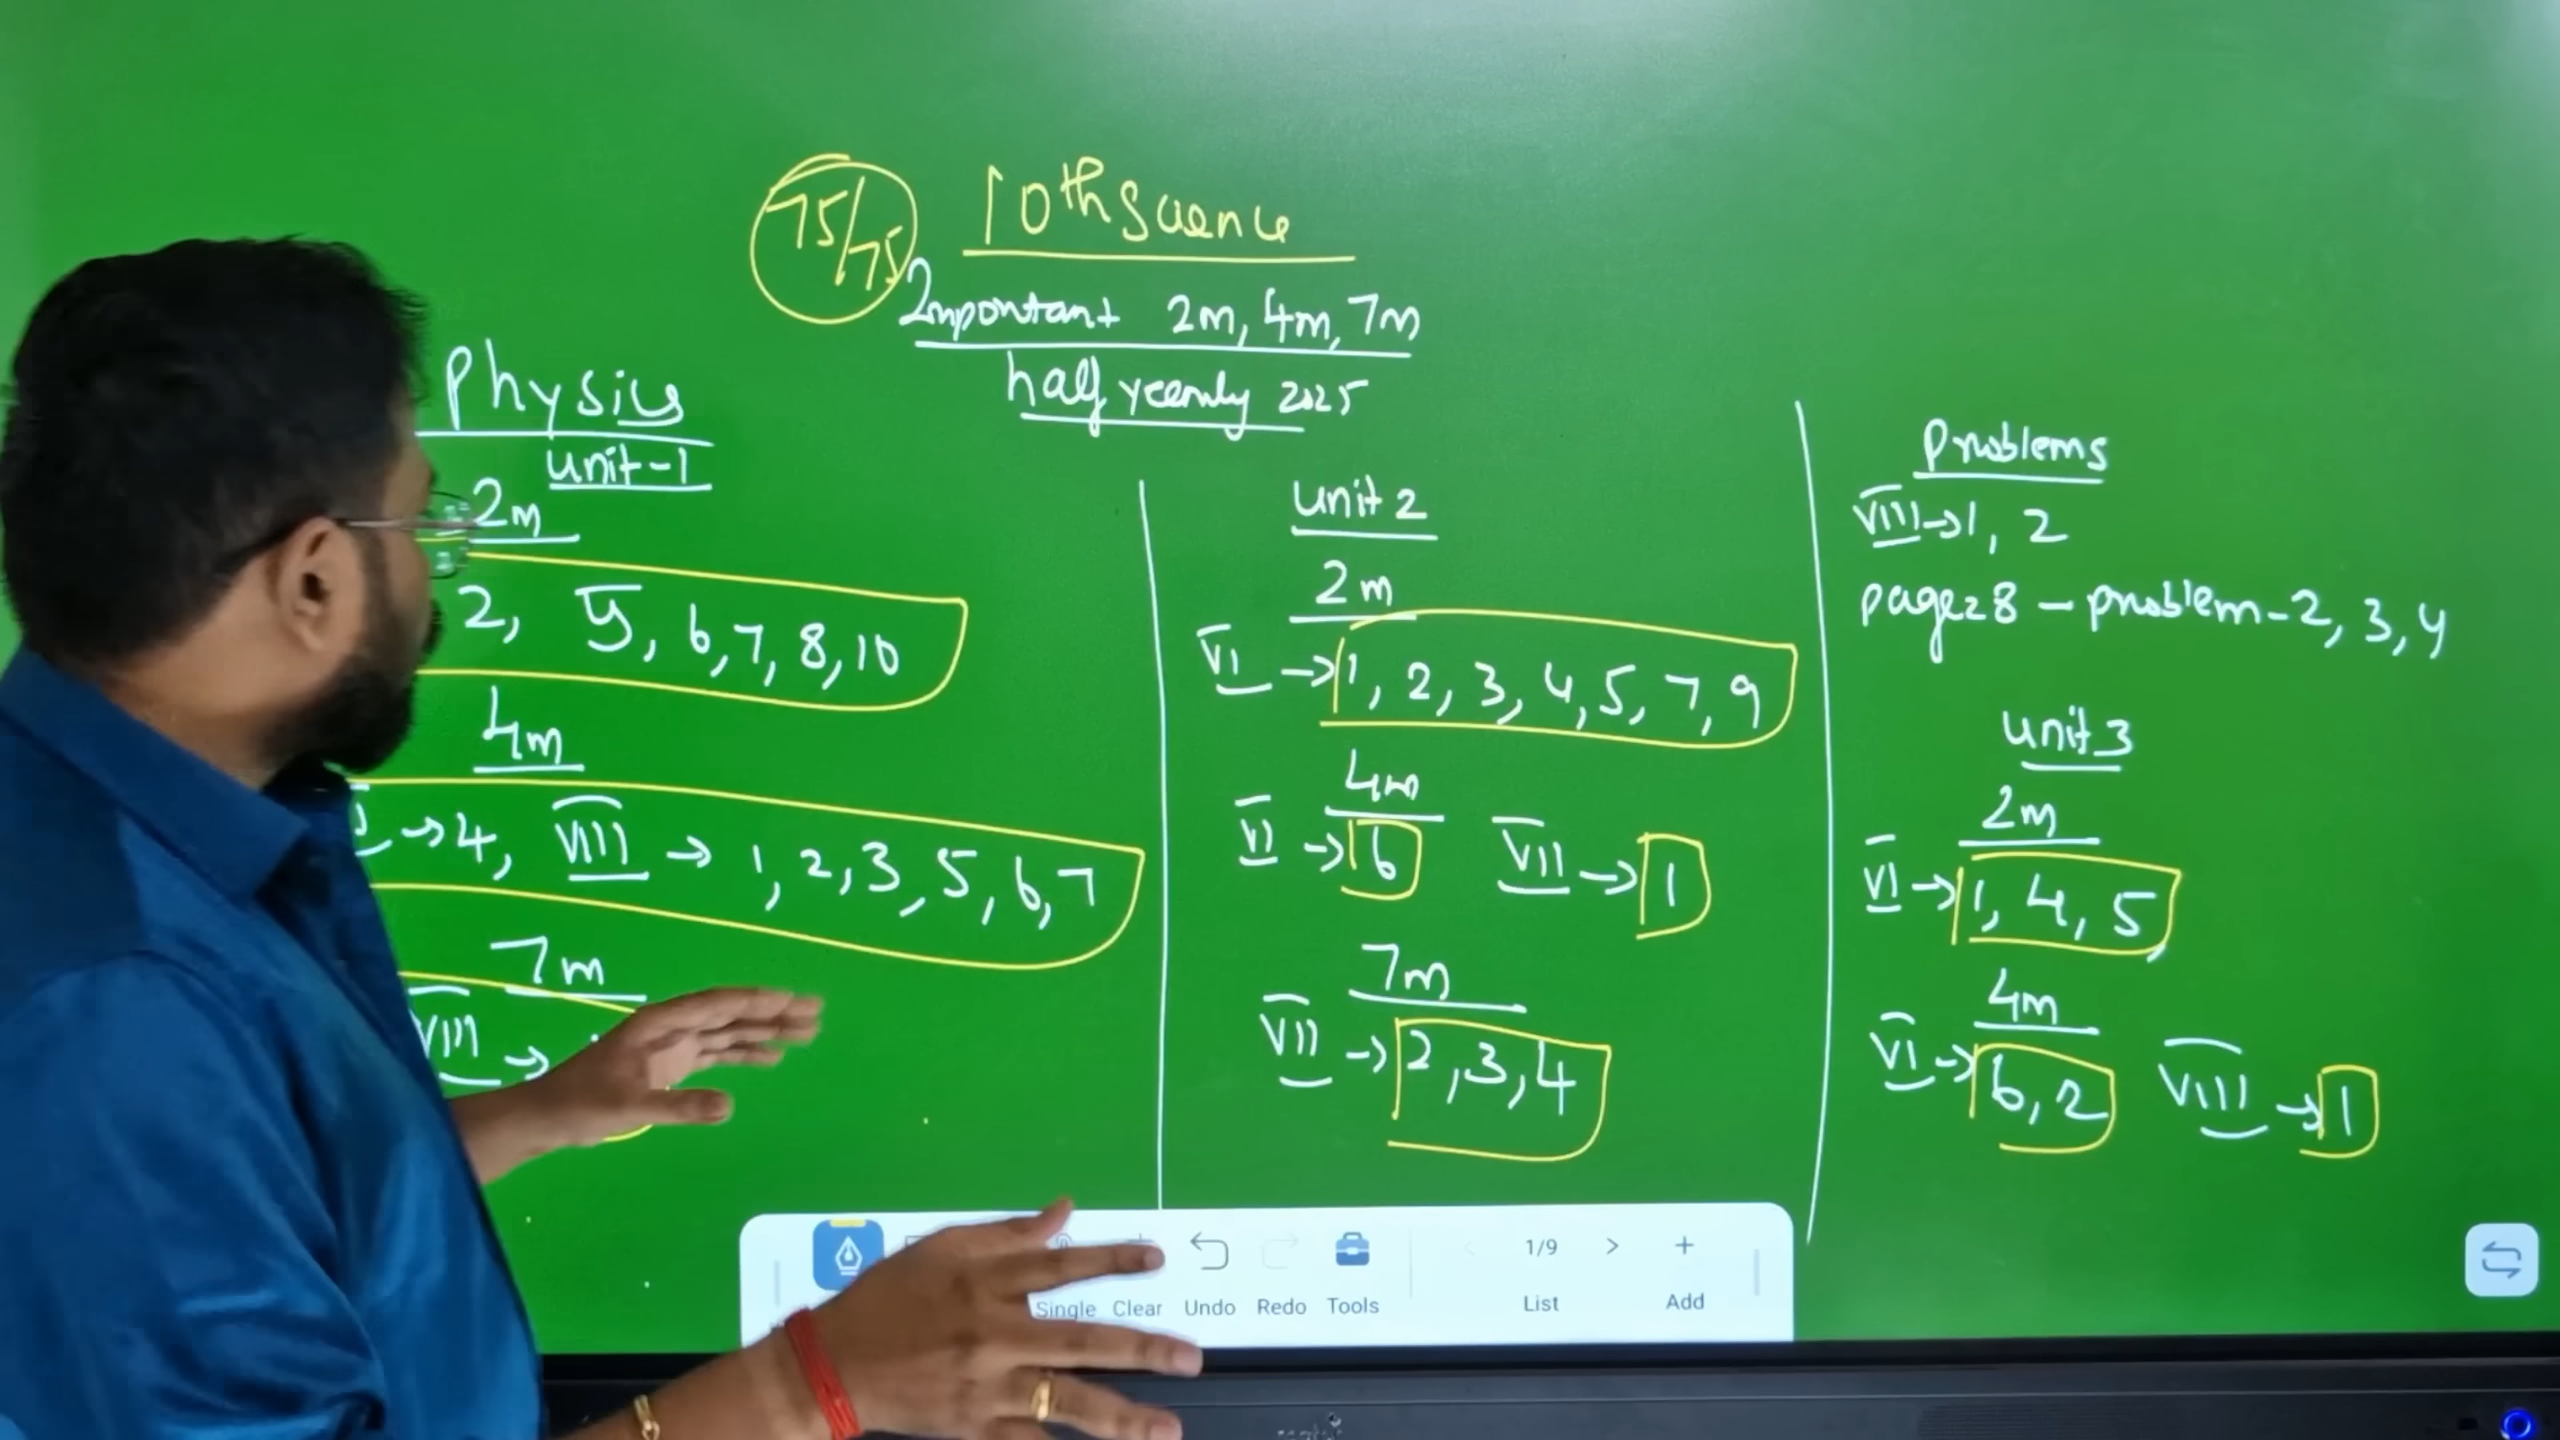 75/75
10th Science
Important 2m, 4m, 7m
half yearly 2025
Physics
unit-1
2m
2, V, 6, 7, 8, 10
4m
→4, VIII → 1, 2, 3, 5, 6, 7
7m
VIII →
unit 2
2m
VI → 1, 2, 3, 4, 5, 7, 9
4m
VI → 6 VII → 1
7m
VII → 2, 3, 4
Problems
VIII → 1, 2
page 28 - problem - 2, 3, 4
unit 3
2m
VI → 1, 4, 5,
4m
VI → 6, 2 VIII → 1
Single Clear Undo Redo Tools
1/9
List
Add